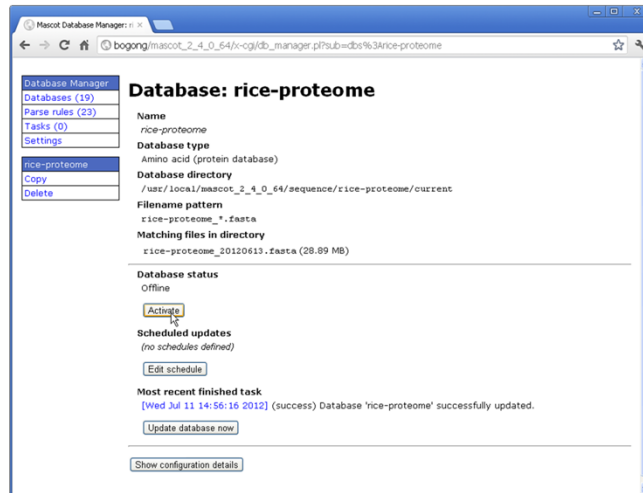 Mascot Database Manager: ri
bogong/mascot_2_4_0_64/x-cgi/db_manager.pl?sub=dbs%3Arice-proteome
Database Manager
Databases (19)
Parse rules (23)
Tasks (0)
Settings
rice-proteome
Copy
Delete
Database: rice-proteome
Name
rice-proteome
Database type
Amino acid (protein database)
Database directory
/usr/local/mascot_2_4_0_64/sequence/rice-proteome/current
Filename pattern
rice-proteome_*.fasta
Matching files in directory
rice-proteome_20120613.fasta (28.89 MB)
Database status
Offline
Activate
Scheduled updates
(no schedules defined)
Edit schedule
Most recent finished task
[Wed Jul 11 14:56:16 2012] (success) Database 'rice-proteome' successfully updated.
Update database now
Show configuration details